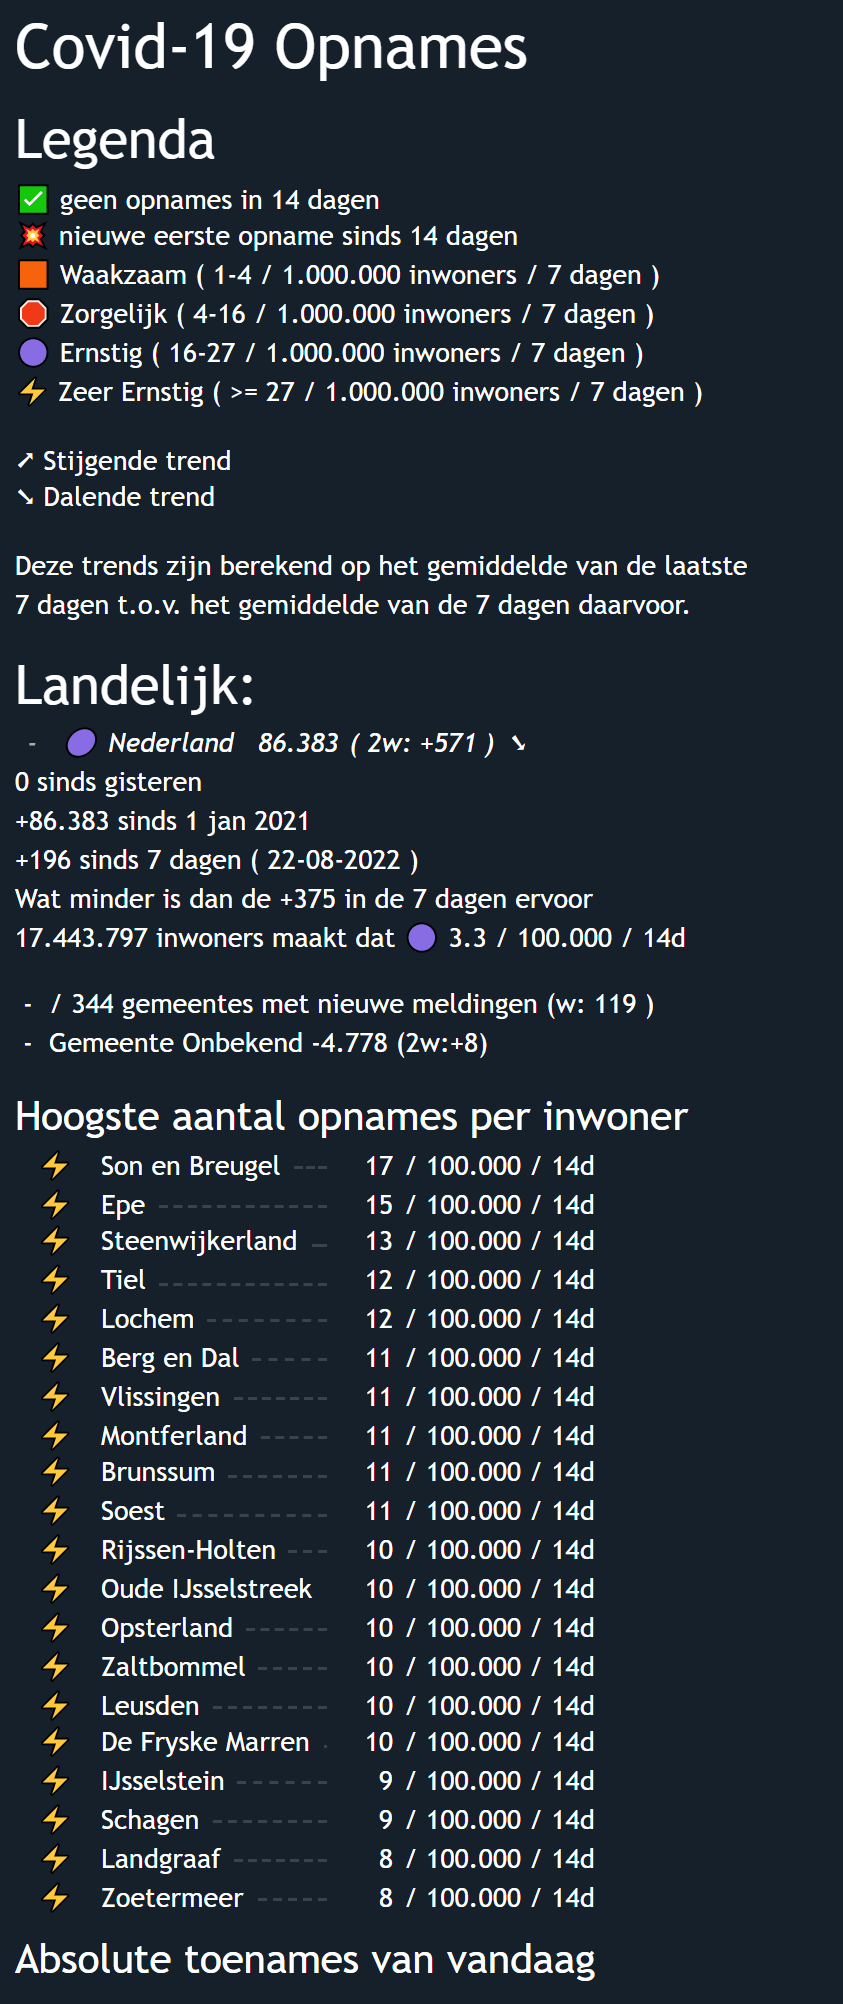 Covid-19 Opnames
Legenda
✅ geen opnames in 14 dagen
💥 nieuwe eerste opname sinds 14 dagen
🟧 Waakzaam ( 1-4 / 1.000.000 inwoners / 7 dagen )
🛑 Zorgelijk ( 4-16 / 1.000.000 inwoners / 7 dagen )
🟣 Ernstig ( 16-27 / 1.000.000 inwoners / 7 dagen )
⚡ Zeer Ernstig ( >= 27 / 1.000.000 inwoners / 7 dagen )
➚ Stijgende trend
➘ Dalende trend
Deze trends zijn berekend op het gemiddelde van de laatste
7 dagen t.o.v. het gemiddelde van de 7 dagen daarvoor.
Landelijk:
- 🟣 Nederland 86.383 ( 2w: +571 ) ➘
0 sinds gisteren
+86.383 sinds 1 jan 2021
+196 sinds 7 dagen ( 22-08-2022 )
Wat minder is dan de +375 in de 7 dagen ervoor
17.443.797 inwoners maakt dat 🟣 3.3 / 100.000 / 14d
- / 344 gemeentes met nieuwe meldingen (w: 119 )
- Gemeente Onbekend -4.778 (2w:+8)
Hoogste aantal opnames per inwoner
⚡ Son en Breugel --- 17 / 100.000 / 14d
⚡ Epe ------------ 15 / 100.000 / 14d
⚡ Steenwijkerland - 13 / 100.000 / 14d
⚡ Tiel ------------ 12 / 100.000 / 14d
⚡ Lochem -------- 12 / 100.000 / 14d
⚡ Berg en Dal ----- 11 / 100.000 / 14d
⚡ Vlissingen ------- 11 / 100.000 / 14d
⚡ Montferland ----- 11 / 100.000 / 14d
⚡ Brunssum ------- 11 / 100.000 / 14d
⚡ Soest ---------- 11 / 100.000 / 14d
⚡ Rijssen-Holten --- 10 / 100.000 / 14d
⚡ Oude IJsselstreek 10 / 100.000 / 14d
⚡ Opsterland ------ 10 / 100.000 / 14d
⚡ Zaltbommel ----- 10 / 100.000 / 14d
⚡ Leusden -------- 10 / 100.000 / 14d
⚡ De Fryske Marren . 10 / 100.000 / 14d
⚡ IJsselstein ------ 9 / 100.000 / 14d
⚡ Schagen -------- 9 / 100.000 / 14d
⚡ Landgraaf ------- 8 / 100.000 / 14d
⚡ Zoetermeer ----- 8 / 100.000 / 14d
Absolute toenames van vandaag